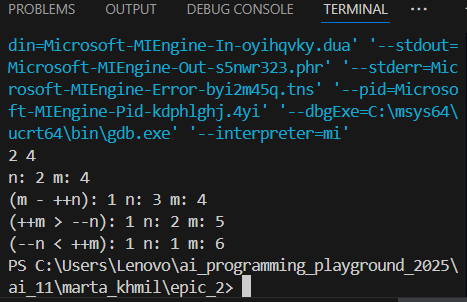 PROBLEMS OUTPUT DEBUG CONSOLE TERMINAL ...
din=Microsoft-MIEngine-In-oyihqvky.dua' '--stdout=
Microsoft-MIEngine-Out-s5nwr323.phr' '--stderr=Mic
rosoft-MIEngine-Error-byi2m45q.tns' '--pid=Microso
ft-MIEngine-Pid-kdphlghj.4yi' '--dbgExe=C:\msys64\
ucrt64\bin\gdb.exe' '--interpreter=mi'
2 4
n: 2 m: 4
(m - ++n): 1 n: 3 m: 4
(++m > --n): 1 n: 2 m: 5
(--n < ++m): 1 n: 1 m: 6
PS C:\Users\Lenovo\ai_programming_playground_2025\
ai_11\marta_khmil\epic_2>